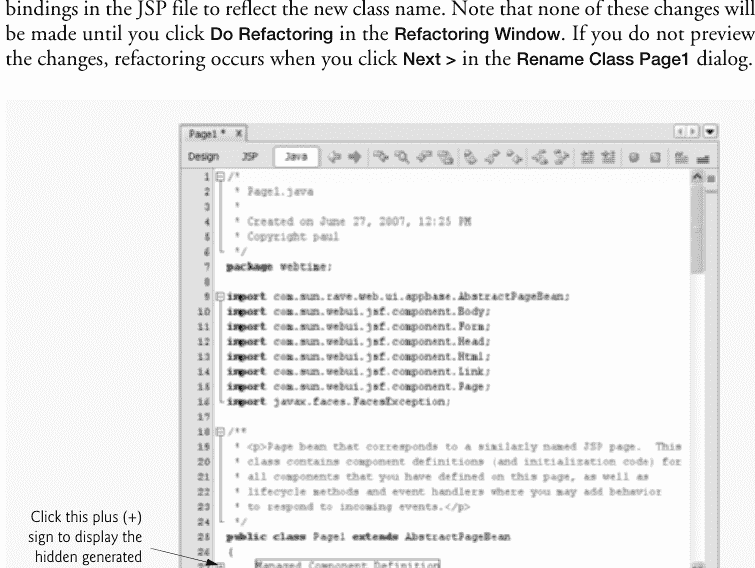 bindings in the JSP file to reflect the new class name. Note that none of these changes will
be made until you click Do Refactoring in the Refactoring Window. If you do not preview
the changes, refactoring occurs when you click Next > in the Rename Class Page1 dialog.
Page1 * X
Design JSP Java
1 /*
2 * Page1.java
3 *
4 * Created on June 27, 2007, 12:25 PM
5 * Copyright paul
6 */
7 package webtime;
8
9 import com.sun.rave.web.ui.appbase.AbstractPageBean;
10 import com.sun.webui.jsf.component.Body;
11 import com.sun.webui.jsf.component.Form;
12 import com.sun.webui.jsf.component.Head;
13 import com.sun.webui.jsf.component.Html;
14 import com.sun.webui.jsf.component.Link;
15 import com.sun.webui.jsf.component.Page;
16 import javax.faces.FacesException;
17
18 /**
19 * <p>Page bean that corresponds to a similarly named JSP page. This
20 * class contains component definitions (and initialization code) for
21 * all components that you have defined on this page, as well as
22 * lifecycle methods and event handlers where you may add behavior
23 * to respond to incoming events.</p>
24 */
25 public class Page1 extends AbstractPageBean
26 {
Managed Component Definition
Click this plus (+)
sign to display the
hidden generated